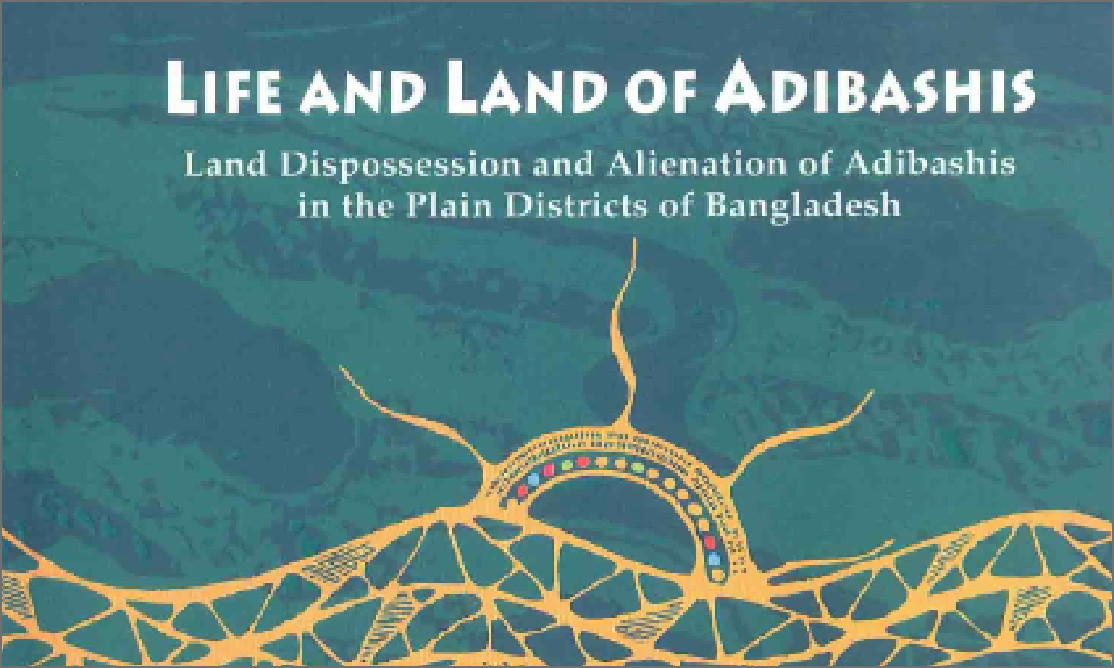 LIFE AND LAND OF ADIBASHIS
Land Dispossession and Alienation of Adibashis
in the Plain Districts of Bangladesh